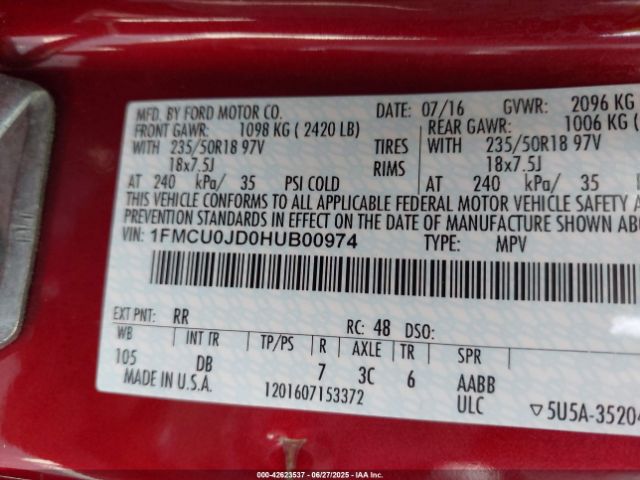 MFD. BY FORD MOTOR CO. DATE: 07/16 GVWR: 2096 KG
FRONT GAWR: 1098 KG ( 2420 LB) REAR GAWR: 1006 KG (
WITH 235/50R18 97V TIRES WITH 235/50R18 97V
18x7.5J RIMS 18x7.5J
AT 240 kPa/ 35 PSI COLD AT 240 kPa/ 35
THIS VEHICLE CONFORMS TO ALL APPLICABLE FEDERAL MOTOR VEHICLE SAFETY A
PREVENTION STANDARDS IN EFFECT ON THE DATE OF MANUFACTURE SHOWN ABO
VIN: 1FMCU0JD0HUB00974 TYPE: MPV
EXT PNT: RR RC: 48 DSO:
WB INT TR TP/PS R AXLE TR SPR
105 DB 7 3C 6 AABB
MADE IN U.S.A. 1201607153372 ULC ▽5U5A-35204
000-42623537 - 06/27/2025 - IAAI.COM